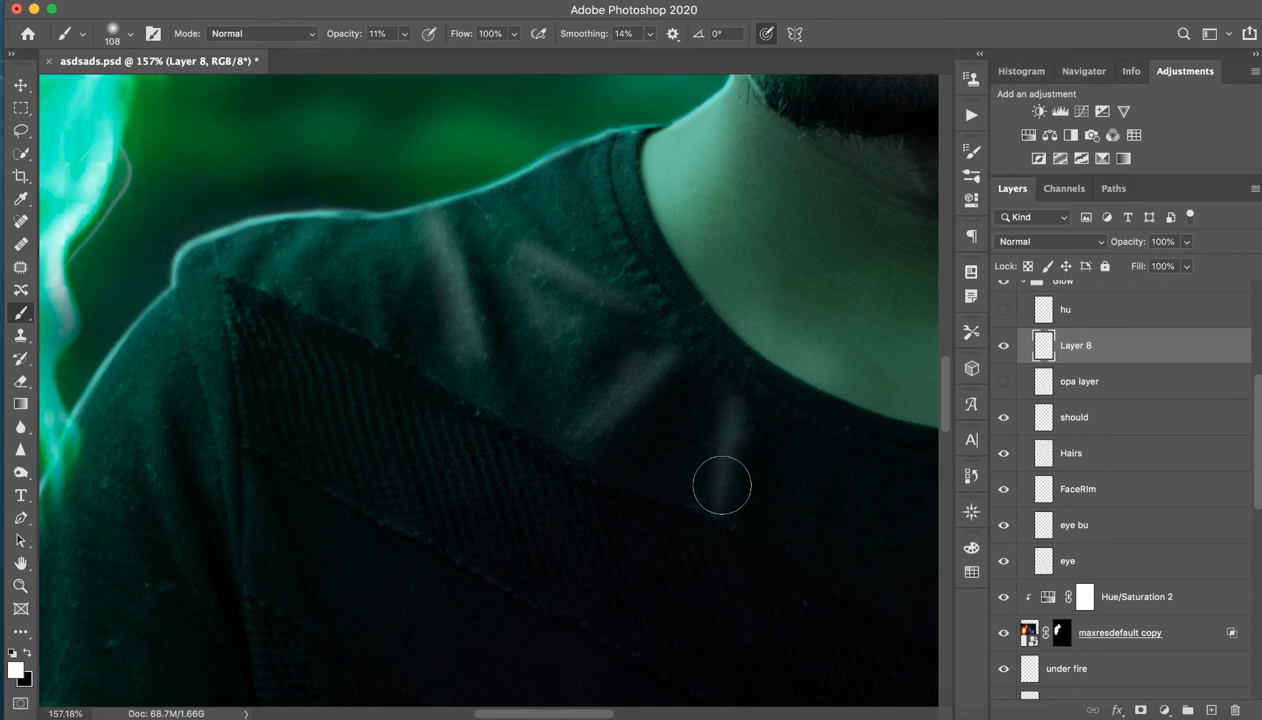 Adobe Photoshop 2020
108 Mode: Normal Opacity: 11% Flow: 100% Smoothing: 14% 0°
asdsads.psd @ 157% (Layer 8, RGB/8*) *
Histogram Navigator Info Adjustments
Add an adjustment
Layers Channels Paths
Kind
Normal Opacity: 100%
Lock: Fill: 100%
Glow
hu
Layer 8
opa layer
should
Hairs
FaceRIm
eye bu
eye
Hue/Saturation 2
maxresdefault copy
under fire
157.18% Doc: 68.7M/1.66G